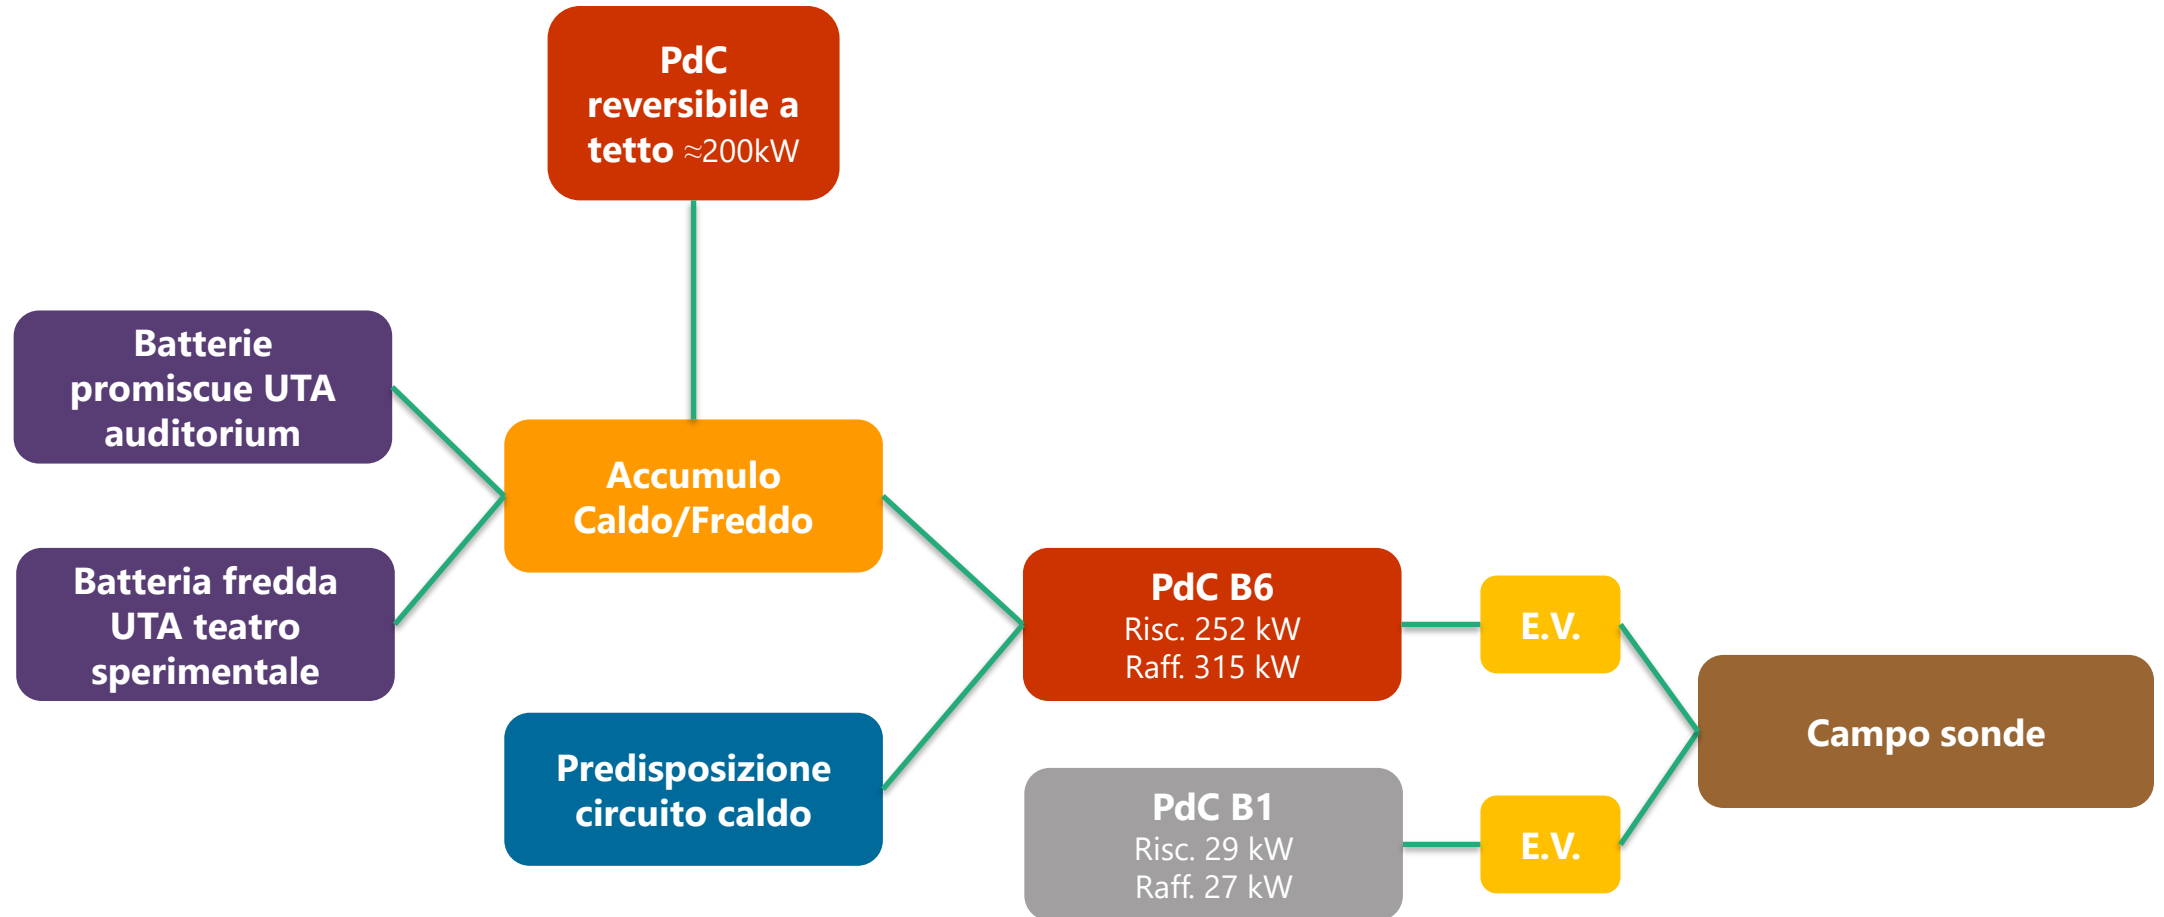 PdC
reversibile a
tetto ≈200kW
Batterie
promiscue UTA
auditorium
Accumulo
Caldo/Freddo
Batteria fredda
UTA teatro
sperimentale
PdC B6
Risc. 252 kW
Raff. 315 kW
E.V.
Campo sonde
Predisposizione
circuito caldo
PdC B1
Risc. 29 kW
Raff. 27 kW
E.V.